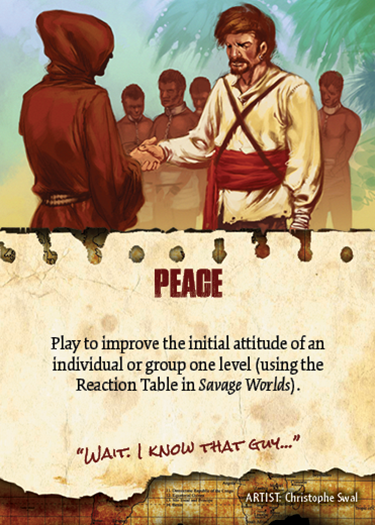 PEACE
Play to improve the initial attitude of an
individual or group one level (using the
Reaction Table in Savage Worlds).
“Wait. I know that guy...”
ARTIST: Christophe Swal